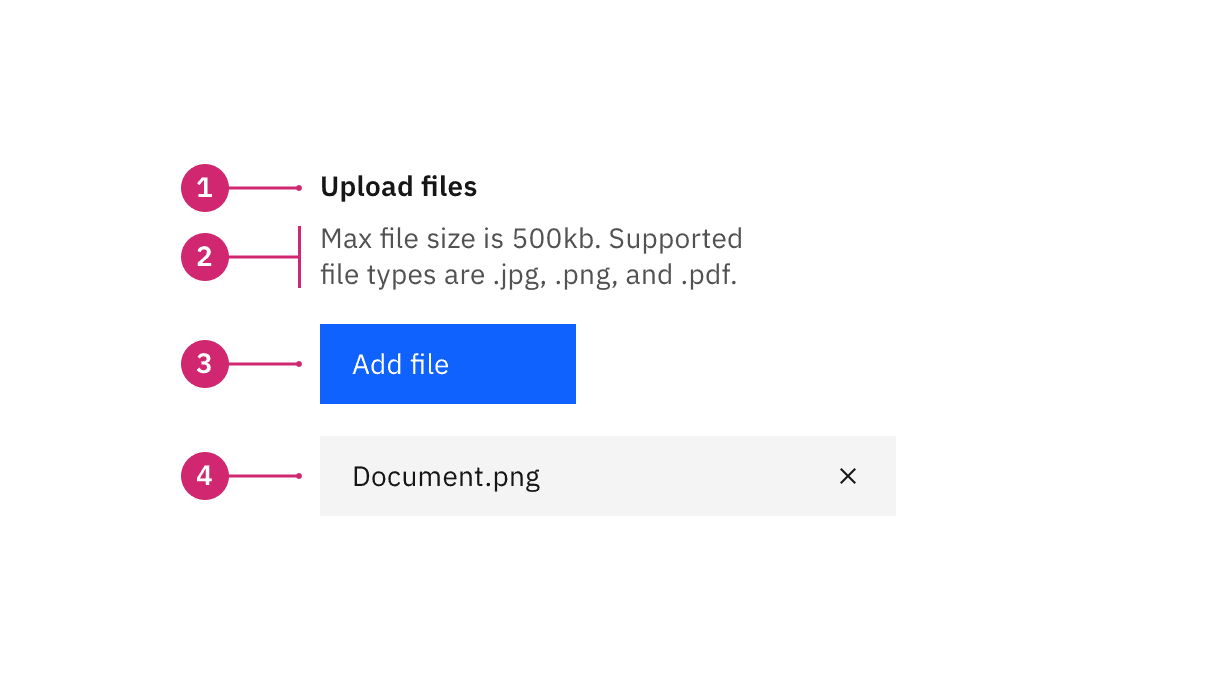 1
Upload files
2
Max file size is 500kb. Supported
file types are .jpg, .png, and .pdf.
3
Add file
4
Document.png